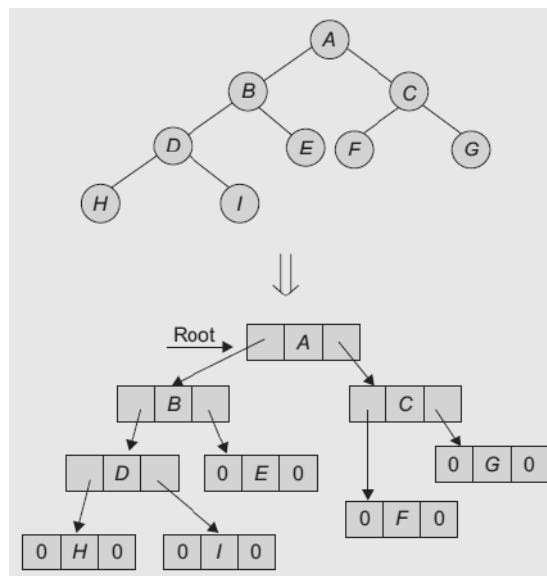 A
B C
D E F G
H I
Root A
B C
D 0 E 0 0 G 0
0 F 0
0 H 0 0 I 0